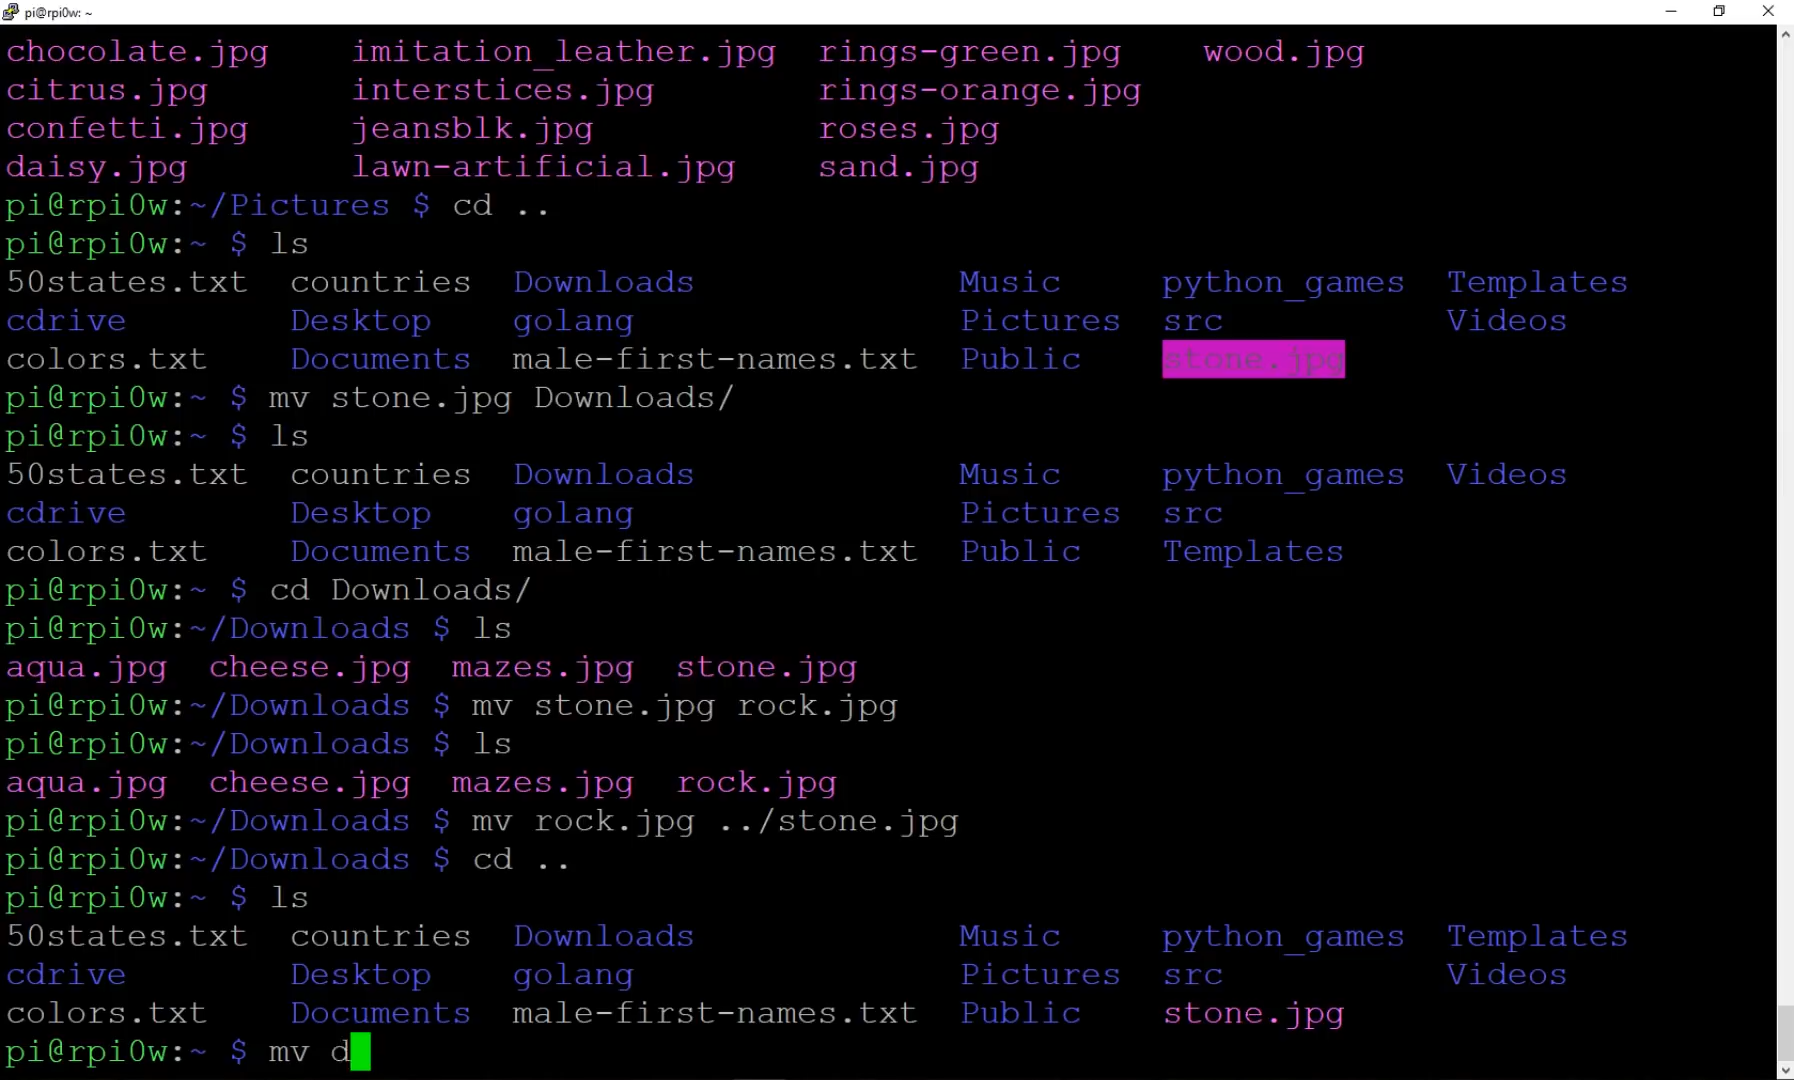 pi@rpi0w: ~
chocolate.jpg imitation_leather.jpg rings-green.jpg wood.jpg
citrus.jpg interstices.jpg rings-orange.jpg
confetti.jpg jeansblk.jpg roses.jpg
daisy.jpg lawn-artificial.jpg sand.jpg
pi@rpi0w:~/Pictures $ cd ..
pi@rpi0w:~ $ ls
50states.txt countries Downloads Music python_games Templates
cdrive Desktop golang Pictures src Videos
colors.txt Documents male-first-names.txt Public stone.jpg
pi@rpi0w:~ $ mv stone.jpg Downloads/
pi@rpi0w:~ $ ls
50states.txt countries Downloads Music python_games Videos
cdrive Desktop golang Pictures src
colors.txt Documents male-first-names.txt Public Templates
pi@rpi0w:~ $ cd Downloads/
pi@rpi0w:~/Downloads $ ls
aqua.jpg cheese.jpg mazes.jpg stone.jpg
pi@rpi0w:~/Downloads $ mv stone.jpg rock.jpg
pi@rpi0w:~/Downloads $ ls
aqua.jpg cheese.jpg mazes.jpg rock.jpg
pi@rpi0w:~/Downloads $ mv rock.jpg ../stone.jpg
pi@rpi0w:~/Downloads $ cd ..
pi@rpi0w:~ $ ls
50states.txt countries Downloads Music python_games Templates
cdrive Desktop golang Pictures src Videos
colors.txt Documents male-first-names.txt Public stone.jpg
pi@rpi0w:~ $ mv d